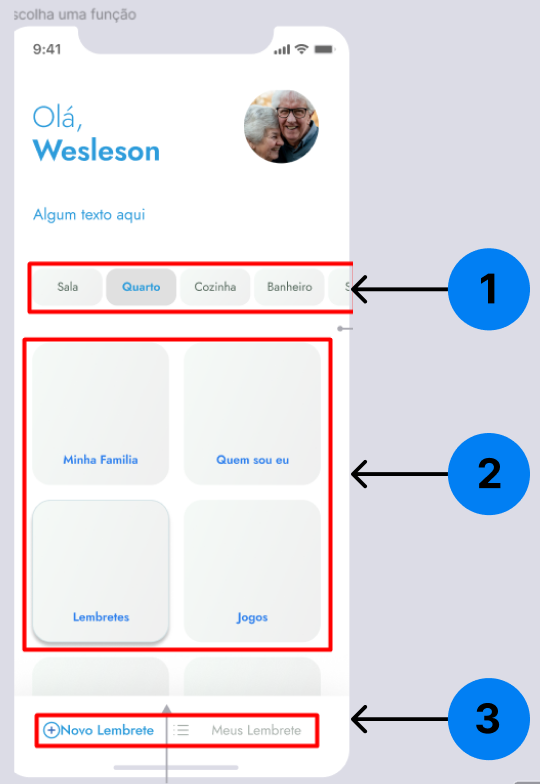 scolha uma função
9:41
Olá,
Wesleson
Algum texto aqui
Sala Quarto Cozinha Banheiro S
1
Minha Familia Quem sou eu
2
Lembretes Jogos
Novo Lembrete Meus Lembrete
3